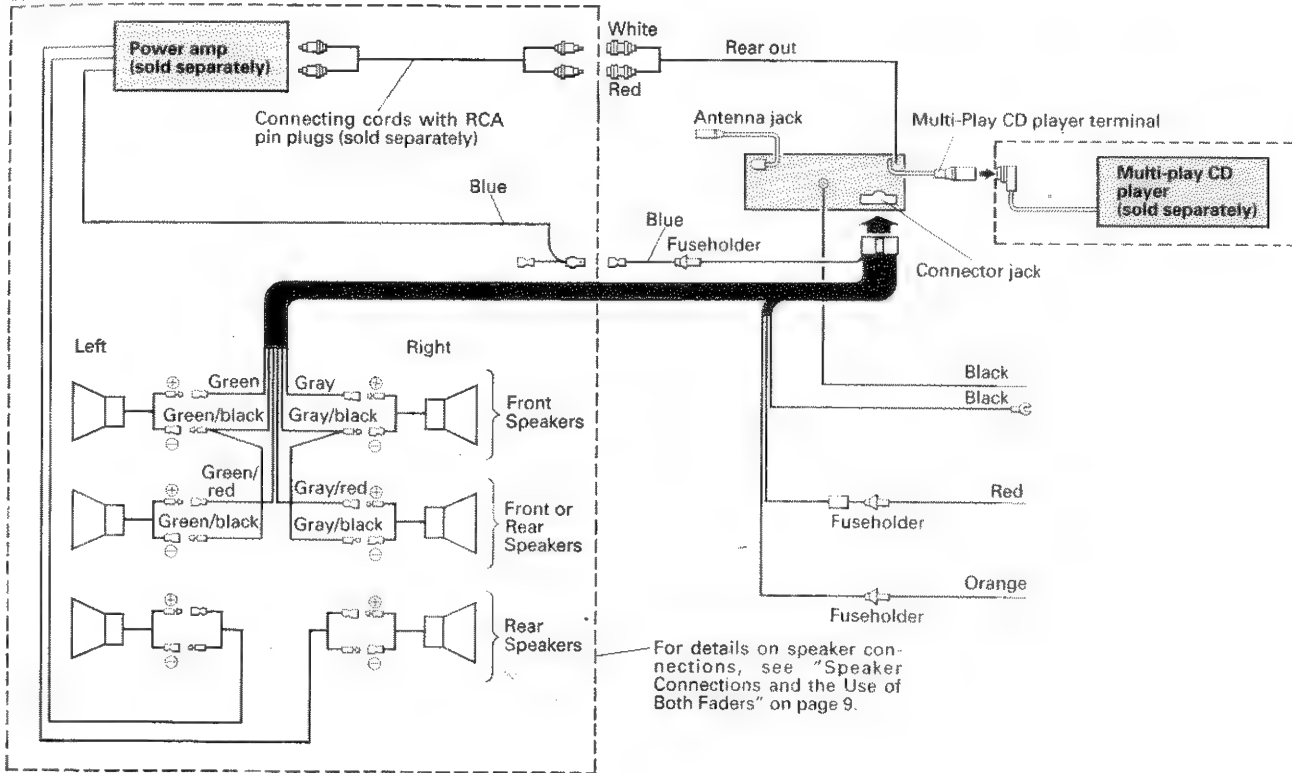 Power amp
(sold separately)
White
Rear out
Red
Connecting cords with RCA
pin plugs (sold separately)
Antenna jack
Multi-Play CD player terminal
Multi-play CD
player
(sold separately)
Blue
Blue
Fuseholder
Connector jack
Left
Right
⊕
Green
Gray
⊕
Green/black
Gray/black
⊖
⊖
Front
Speakers
Black
Black
Green/
red
⊕
Gray/red
⊕
Green/black
Gray/black
⊖
⊖
Front or
Rear
Speakers
Red
Fuseholder
Orange
Fuseholder
⊕
⊕
⊖
⊖
Rear
Speakers
For details on speaker con-
nections, see "Speaker
Connections and the Use of
Both Faders" on page 9.